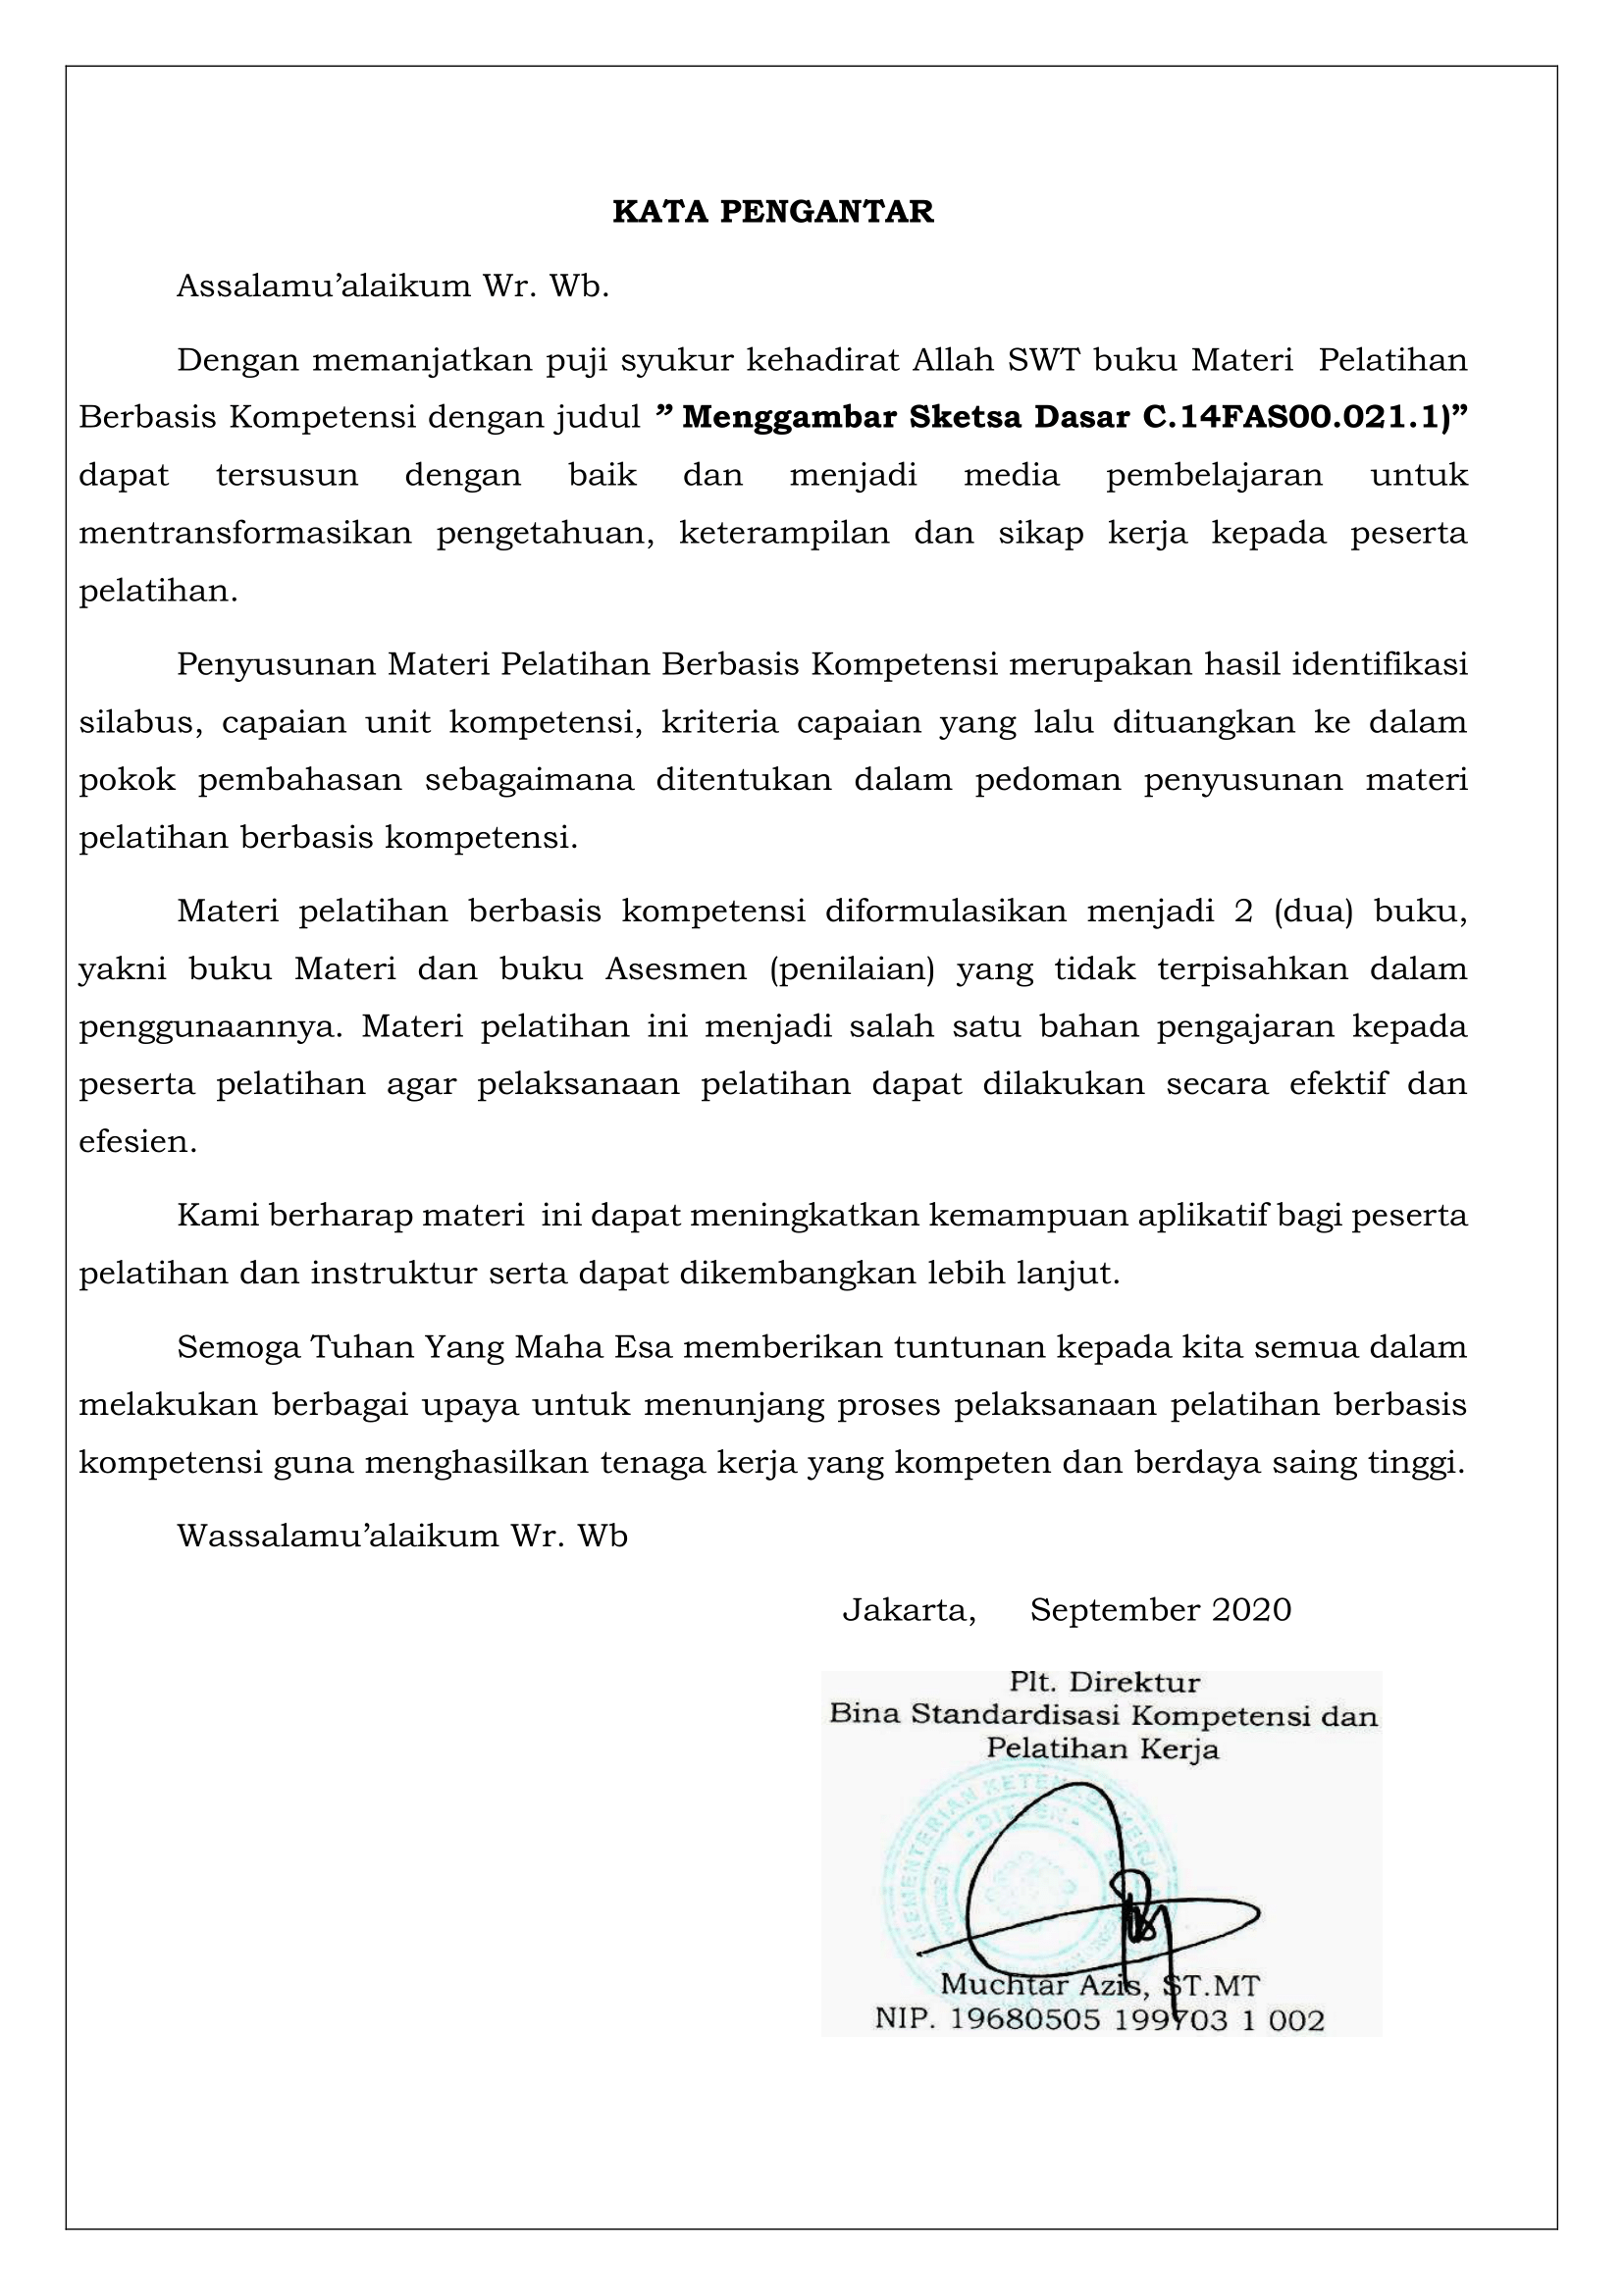 KATA PENGANTAR
Assalamu’alaikum Wr. Wb.
Dengan memanjatkan puji syukur kehadirat Allah SWT buku Materi Pelatihan
Berbasis Kompetensi dengan judul ” Menggambar Sketsa Dasar C.14FAS00.021.1)”
dapat tersusun dengan baik dan menjadi media pembelajaran untuk
mentransformasikan pengetahuan, keterampilan dan sikap kerja kepada peserta
pelatihan.
Penyusunan Materi Pelatihan Berbasis Kompetensi merupakan hasil identifikasi
silabus, capaian unit kompetensi, kriteria capaian yang lalu dituangkan ke dalam
pokok pembahasan sebagaimana ditentukan dalam pedoman penyusunan materi
pelatihan berbasis kompetensi.
Materi pelatihan berbasis kompetensi diformulasikan menjadi 2 (dua) buku,
yakni buku Materi dan buku Asesmen (penilaian) yang tidak terpisahkan dalam
penggunaannya. Materi pelatihan ini menjadi salah satu bahan pengajaran kepada
peserta pelatihan agar pelaksanaan pelatihan dapat dilakukan secara efektif dan
efesien.
Kami berharap materi ini dapat meningkatkan kemampuan aplikatif bagi peserta
pelatihan dan instruktur serta dapat dikembangkan lebih lanjut.
Semoga Tuhan Yang Maha Esa memberikan tuntunan kepada kita semua dalam
melakukan berbagai upaya untuk menunjang proses pelaksanaan pelatihan berbasis
kompetensi guna menghasilkan tenaga kerja yang kompeten dan berdaya saing tinggi.
Wassalamu’alaikum Wr. Wb
Jakarta, September 2020
Plt. Direktur
Bina Standardisasi Kompetensi dan
Pelatihan Kerja
KEMENTERIAN
Muchtar Azis, ST.MT
NIP. 19680505 199703 1 002